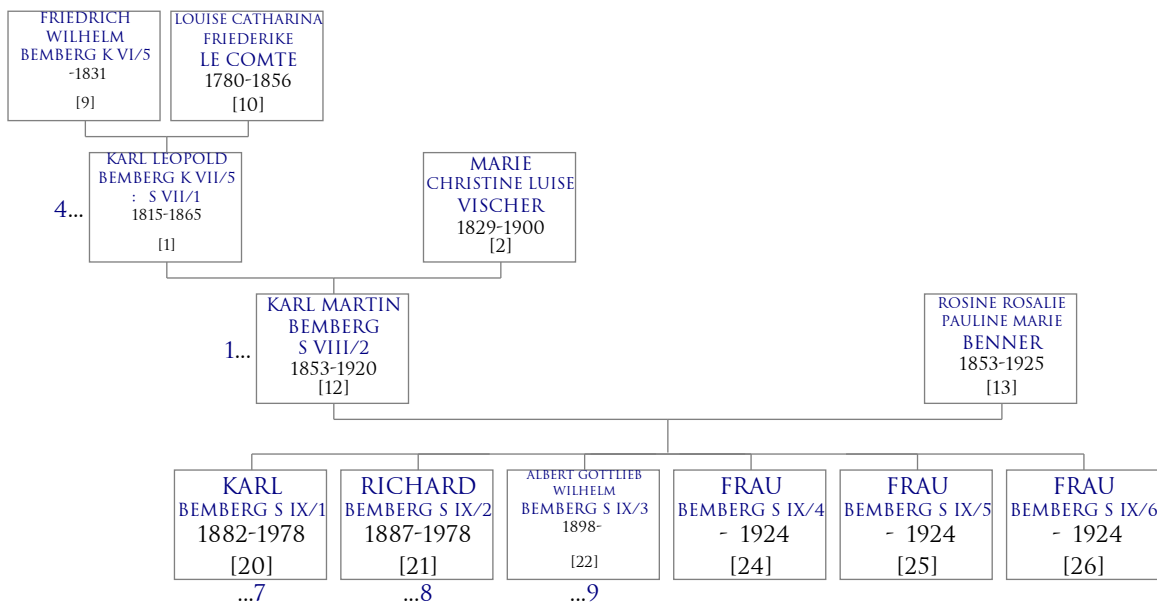 FRIEDRICH
WILHELM
BEMBERG K VI/5
-1831
[9]
LOUISE CATHARINA
FRIEDERIKE
LE COMTE
1780-1856
[10]
KARL LEOPOLD
BEMBERG K VII/5
: S VII/1
1815-1865
[1]
4...
MARIE
CHRISTINE LUISE
VISCHER
1829-1900
[2]
KARL MARTIN
BEMBERG
S VIII/2
1853-1920
[12]
1...
ROSINE ROSALIE
PAULINE MARIE
BENNER
1853-1925
[13]
KARL
BEMBERG S IX/1
1882-1978
[20]
...7
RICHARD
BEMBERG S IX/2
1887-1978
[21]
...8
ALBERT GOTTLIEB
WILHELM
BEMBERG S IX/3
1898-
[22]
...9
FRAU
BEMBERG S IX/4
- 1924
[24]
FRAU
BEMBERG S IX/5
- 1924
[25]
FRAU
BEMBERG S IX/6
- 1924
[26]